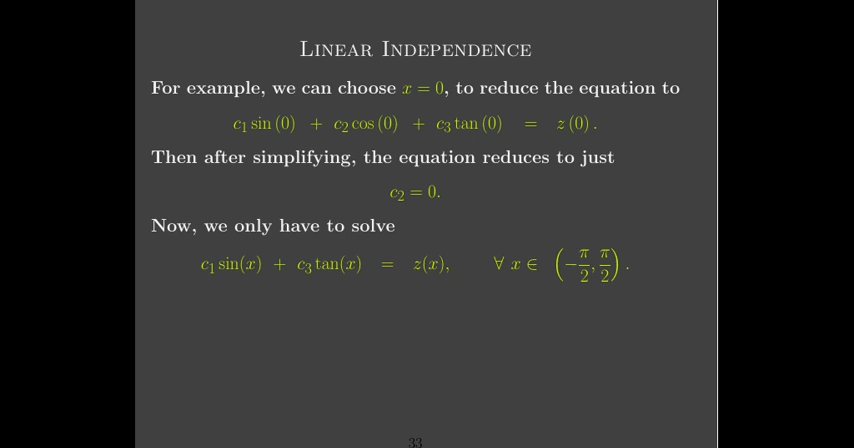 Linear Independence
For example, we can choose x = 0, to reduce the equation to
c₁ sin (0) + c₂ cos (0) + c₃ tan (0) = z (0) .
Then after simplifying, the equation reduces to just
c₂ = 0.
Now, we only have to solve
c₁ sin(x) + c₃ tan(x) = z(x), ∀ x ∈ (−π/2, π/2) .
33